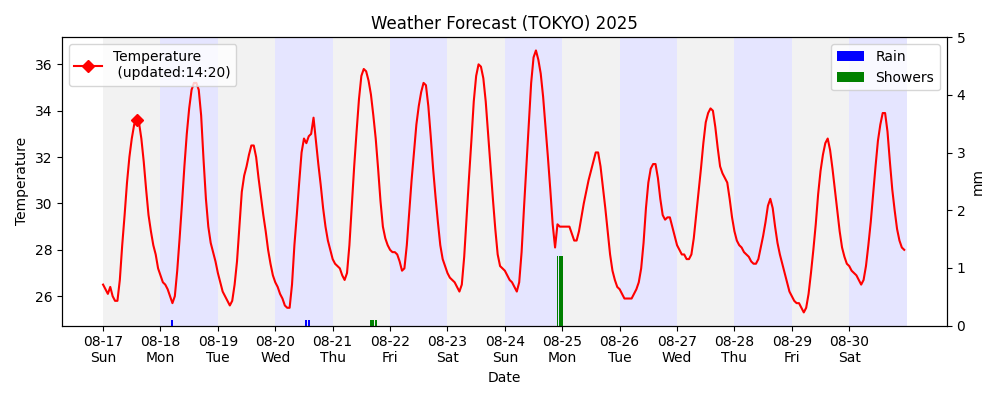 Weather Forecast (TOKYO) 2025
Temperature
(updated:14:20)
Rain
Showers
Temperature
36
34
32
30
28
26
5
4
3
2
1
0
mm
08-17 08-18 08-19 08-20 08-21 08-22 08-23 08-24 08-25 08-26 08-27 08-28 08-29 08-30
Sun Mon Tue Wed Thu Fri Sat Sun Mon Tue Wed Thu Fri Sat
Date